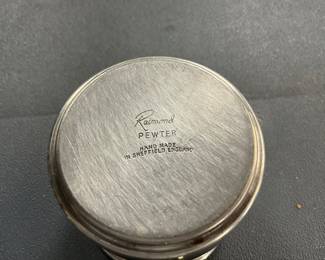 Raimond
PEWTER
HAND MADE
IN SHEFFIELD, ENGLAND